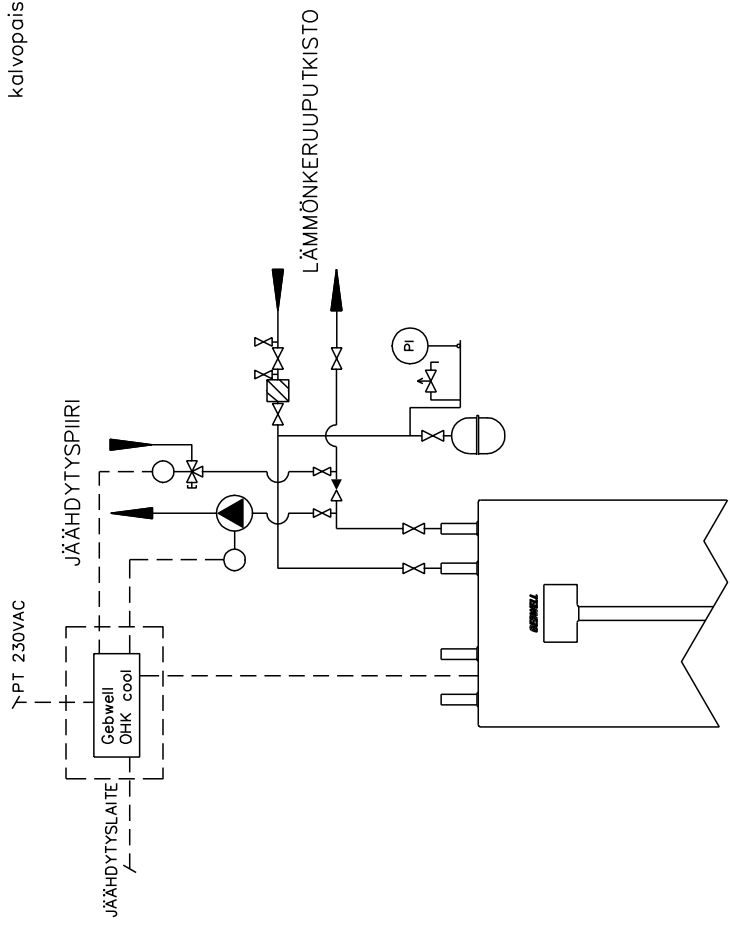 kalvopais
LÄMMÖNKERUUPUTKISTO
JÄÄHDYTYSPIIRI
PI
PT 230VAC
Gebwell
OHK cool
JÄÄHDYTYSLAITE
GEBWELL